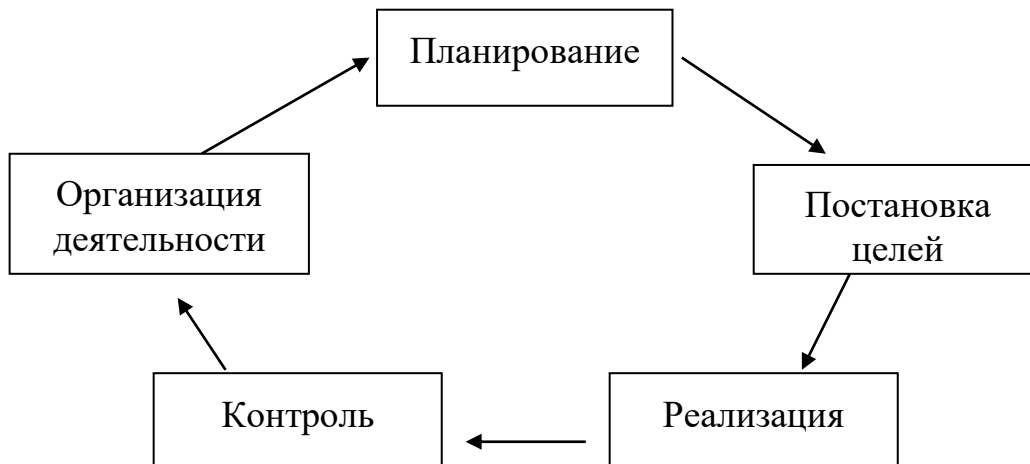 Планирование
Организация
деятельности
Постановка
целей
Контроль
Реализация